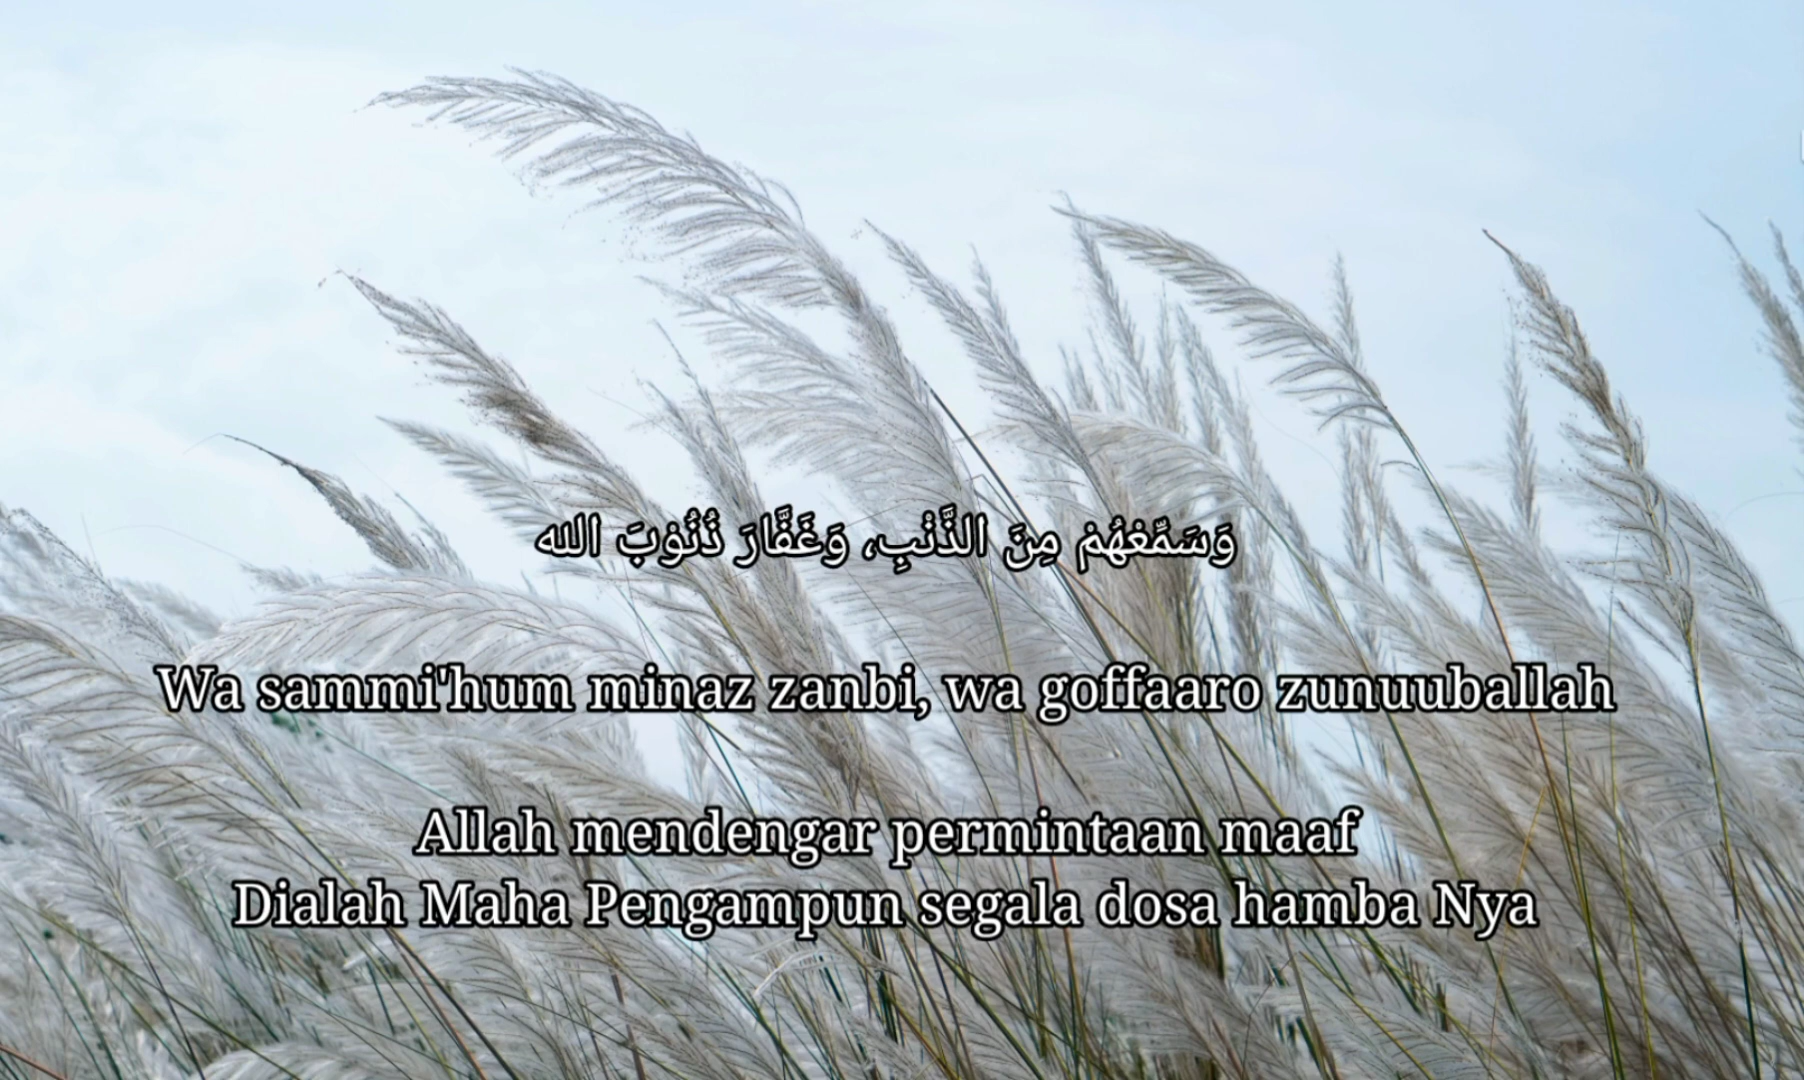 وَسَمِّعْهُمْ مِنَ الذَّنْبِ، وَغَفَّارَ ذُنُوْبَ الله
Wa sammi'hum minaz zanbi, wa goffaaro zunuuballah
Allah mendengar permintaan maaf
Dialah Maha Pengampun segala dosa hamba Nya